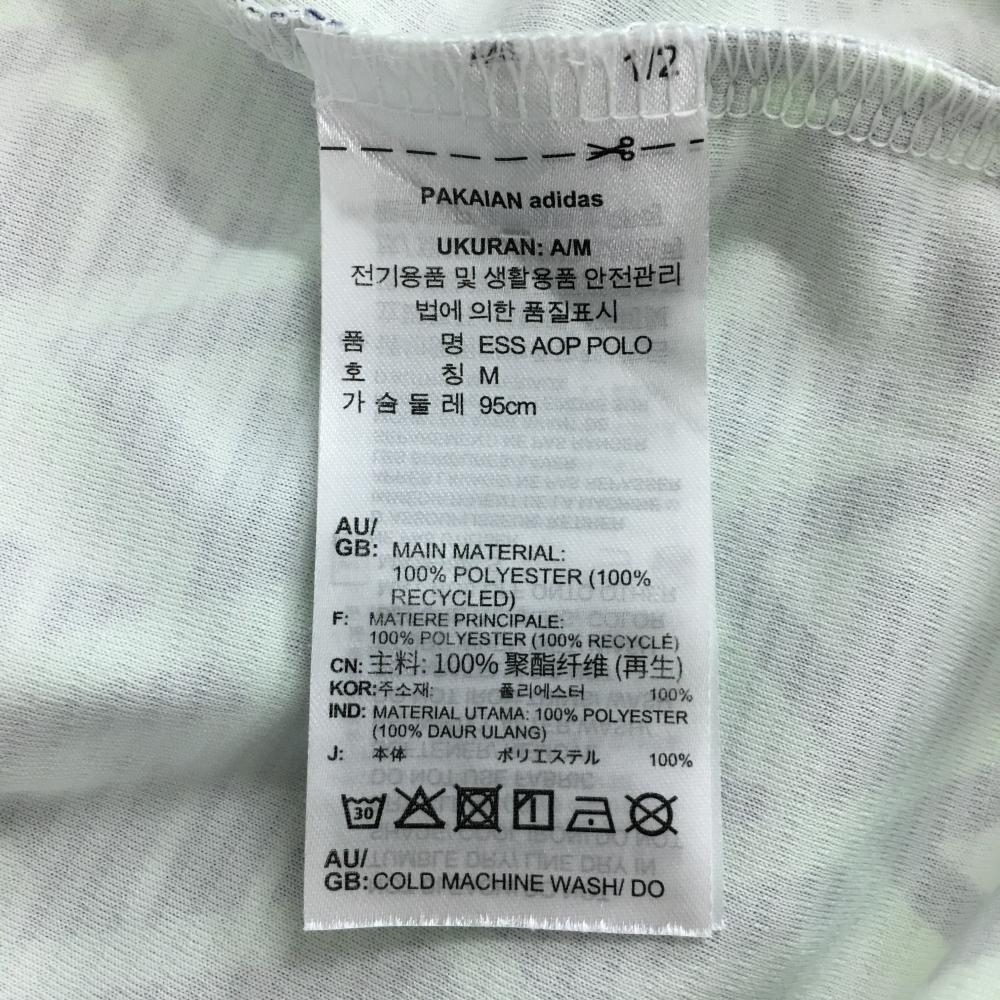 1/2
PAKAIAN adidas
UKURAN: A/M
전기용품 및 생활용품 안전관리
법에 의한 품질표시
품 명 ESS AOP POLO
호 칭 M
가슴둘레 95cm
AU/
GB: MAIN MATERIAL:
100% POLYESTER (100%
RECYCLED)
F: MATIERE PRINCIPALE:
100% POLYESTER (100% RECYCLÉ)
CN: 主料: 100% 聚酯纤维 (再生)
KOR:주소재: 폴리에스터 100%
IND: MATERIAL UTAMA: 100% POLYESTER
(100% DAUR ULANG)
J: 本体 ポリエステル 100%
30
AU/
GB: COLD MACHINE WASH/ DO